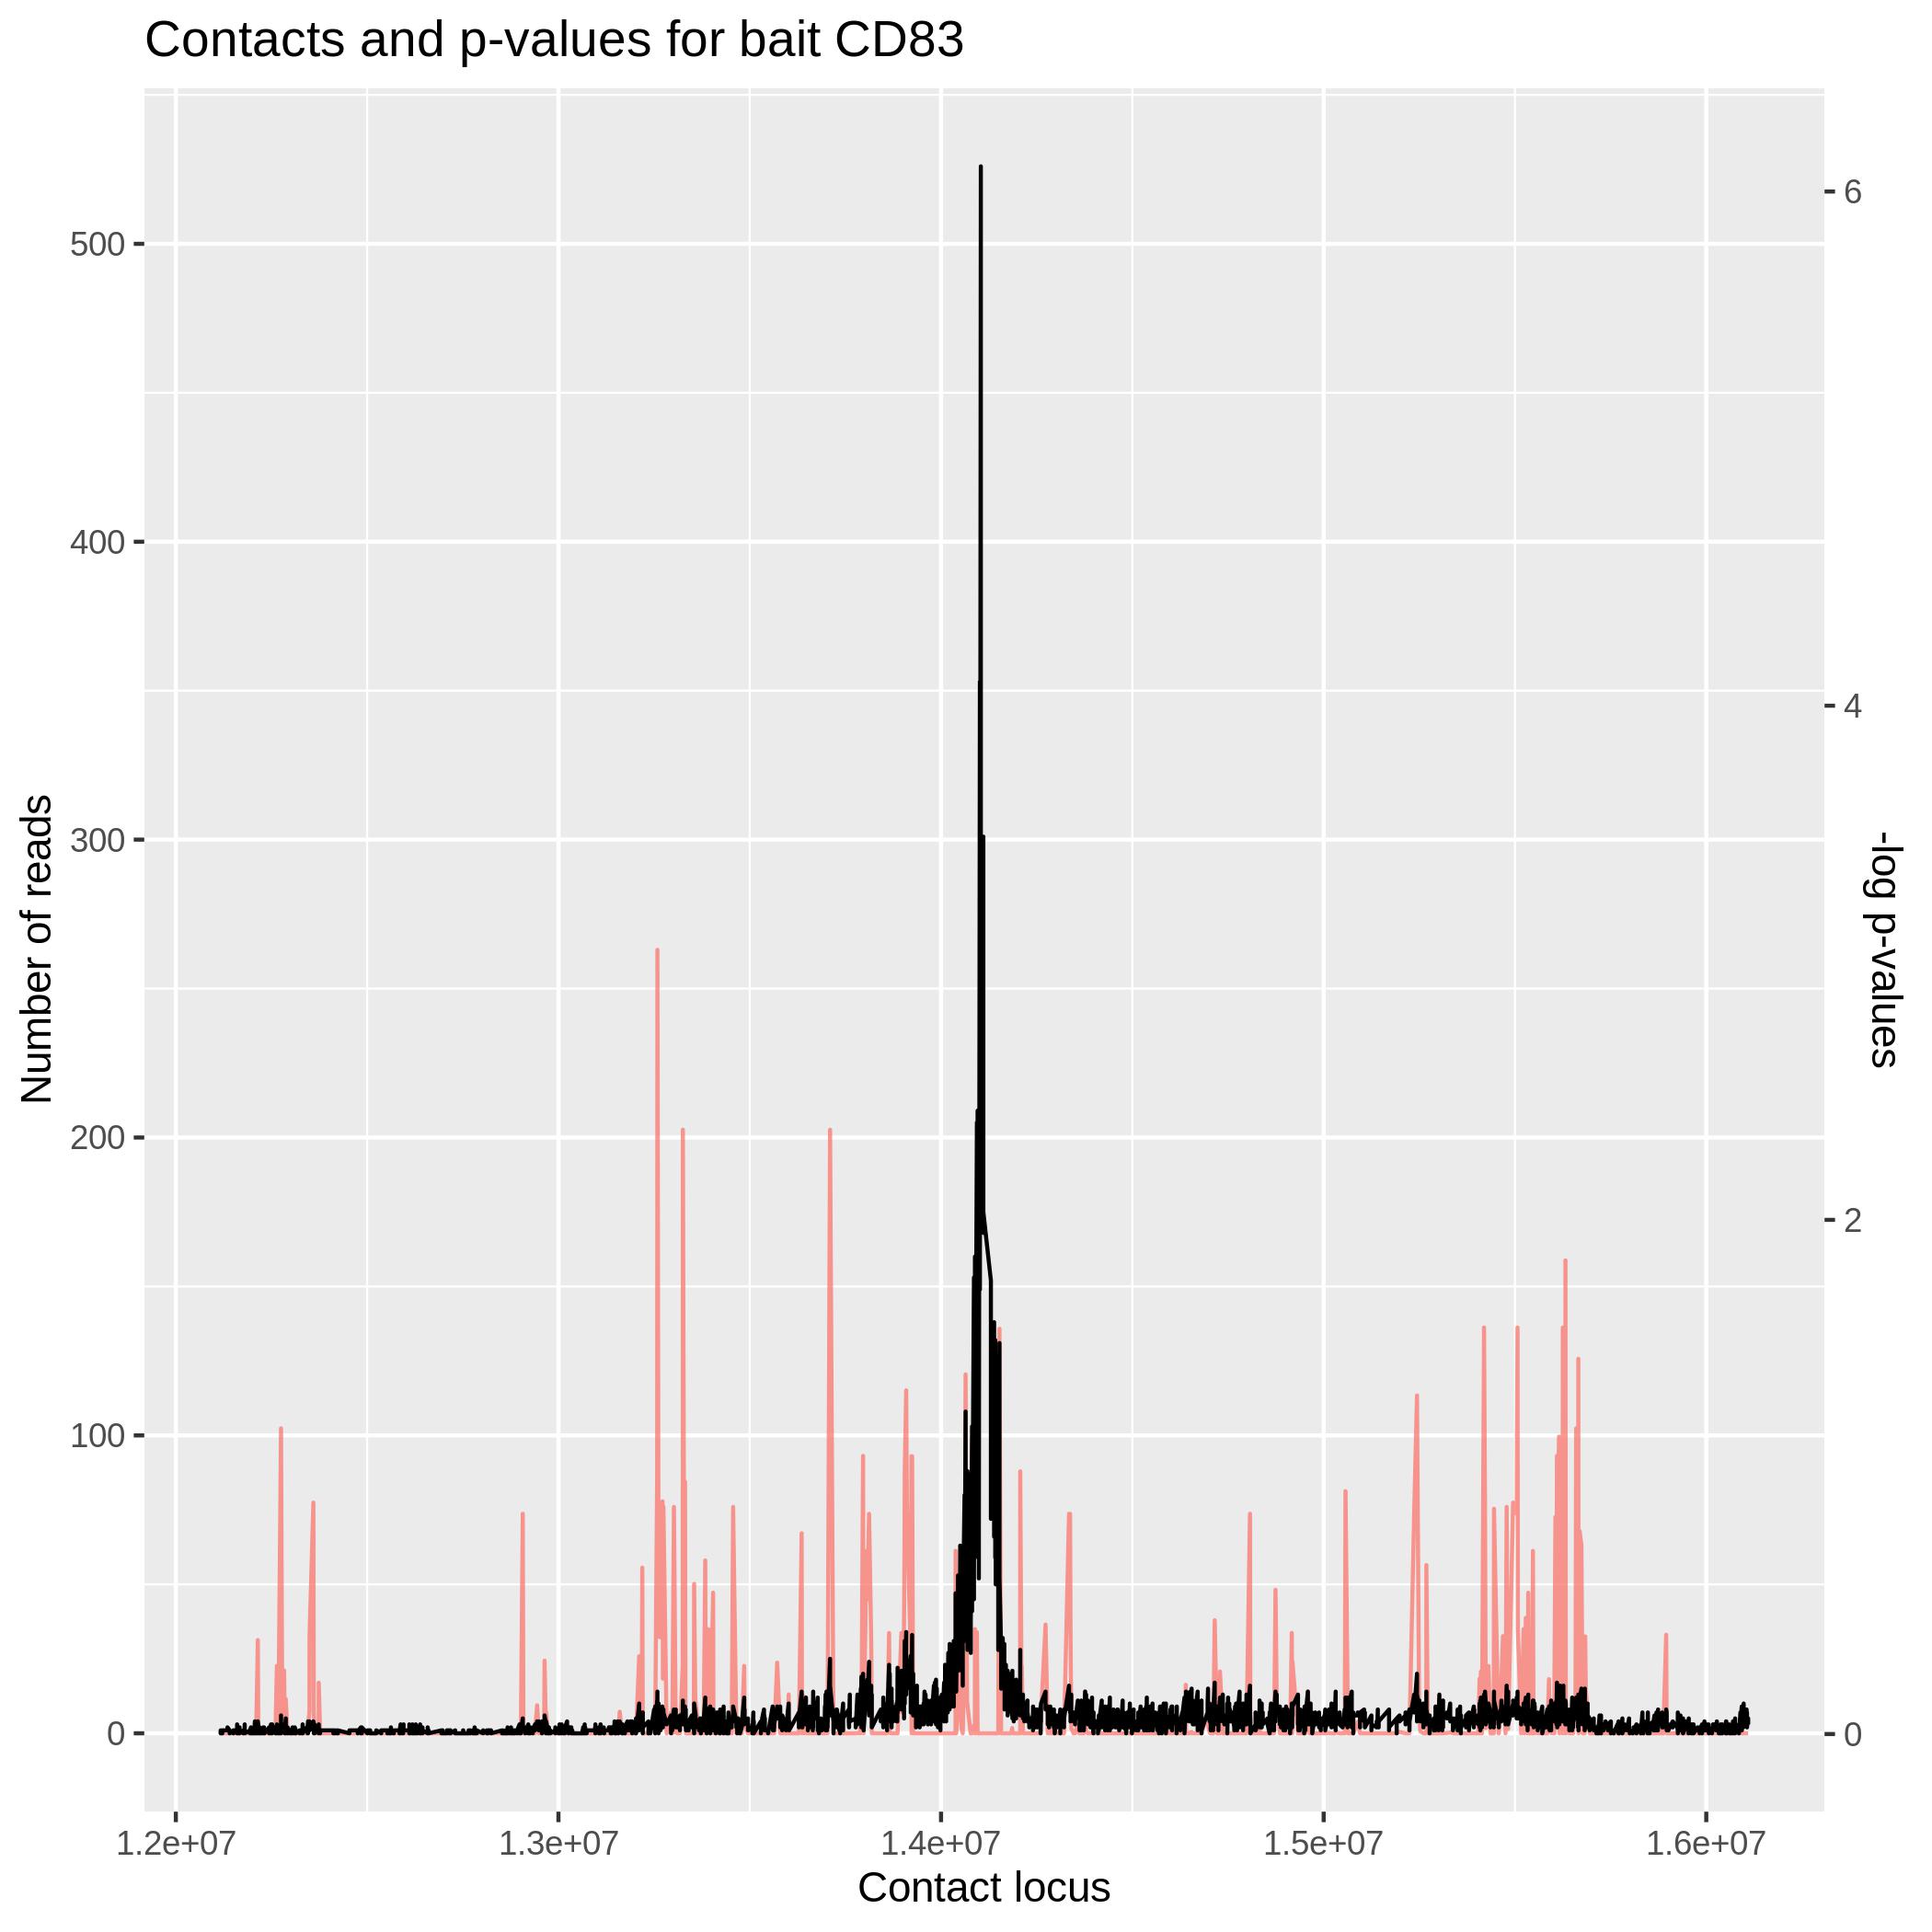 Contacts and p-values for bait CD83
500
400
300
200
100
0
Number of reads
6
4
2
0
-log p-values
1.2e+07
1.3e+07
1.4e+07
1.5e+07
1.6e+07
Contact locus